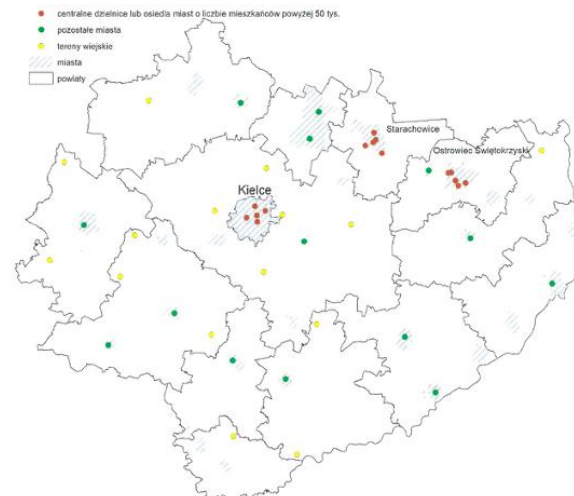 centralne dzielnice lub osiedla miast o liczbie mieszkańców powyżej 50 tys.
pozostałe miasta
tereny wiejskie
miasta
powiaty
Starachowice
Ostrowiec Świętokrzyski
Kielce